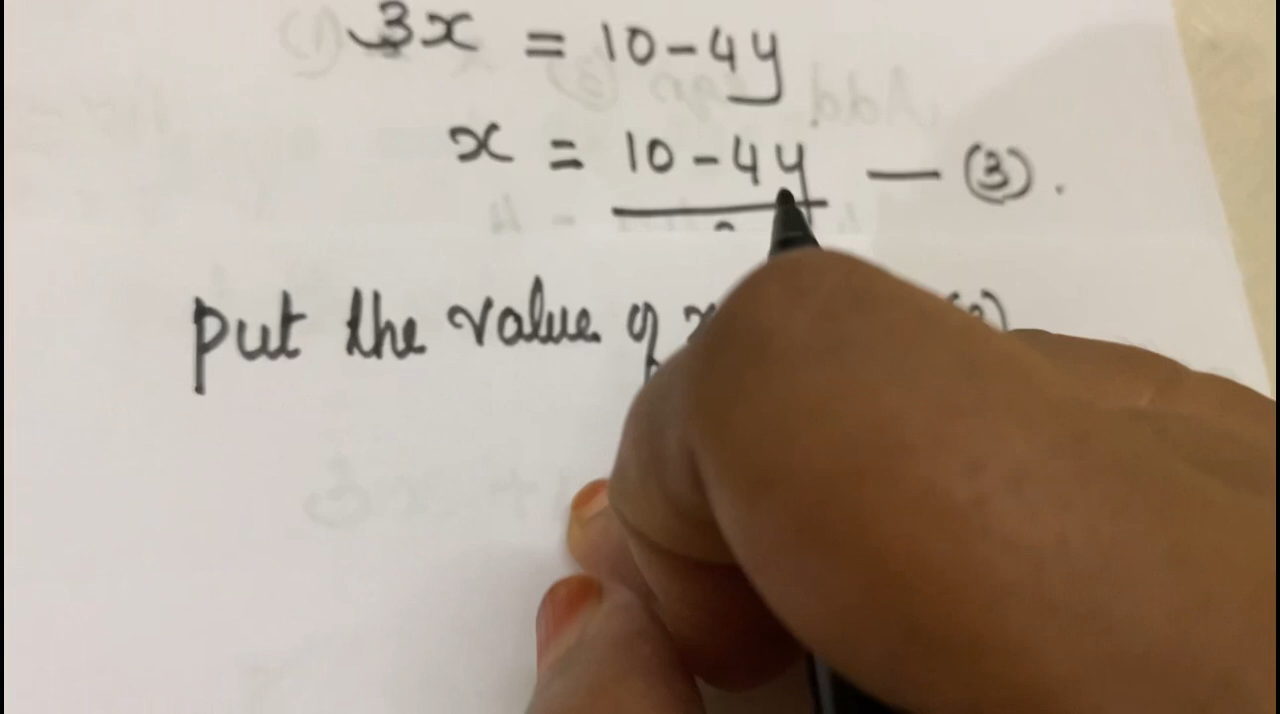 3x = 10-4y
x = 10-4y — (3).
put the value of x